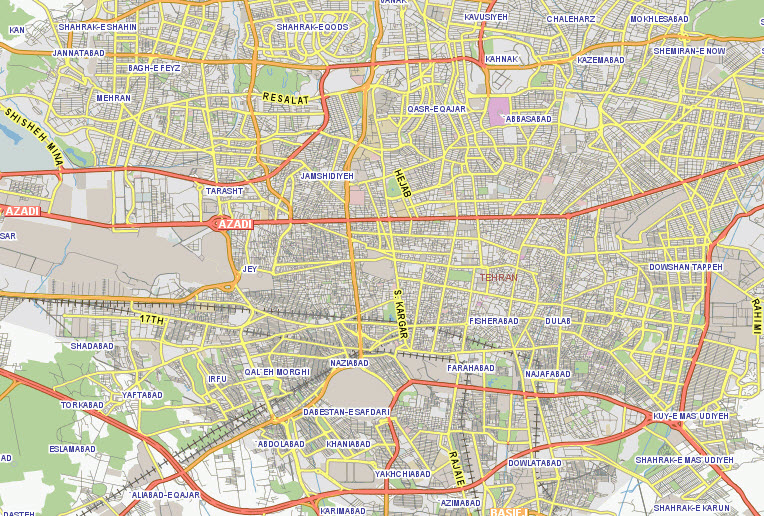 JANAK
KAVUSIYEH
CHALEHARZ
MOKHLESABAD
KAN
SHAHRAK-E SHAHIN
SHAHRAK-E QODS
JANNATABAD
SHEMIRAN-E NOW
KAHNAK
KAZEMABAD
BAGH-E FEYZ
MEHRAN
RESALAT
QASR-E QAJAR
ABBASABAD
SHISHEH MINA
JAMSHIDIYEH
HEJAB
TARASHT
AZADI
AZADI
SAR
JEY
DOWSHAN TAPPEH
TEHRAN
S. KARGAR
RAHIMI
17TH
FISHERABAD
DULAB
SHADABAD
NAZIABAD
FARAHABAD
NAJAFABAD
QAL'EH MORGHI
IRFU
YAFTABAD
TORKABAD
DABESTAN-E SAFDARI
KUY-E MAS'UDIYEH
ABDOLABAD
KHANIABAD
ESLAMABAD
AD
RAJAIE
DOWLATABAD
SHAHRAK-E MAS'UDIYEH
YAKHCHIABAD
ALIABAD-E QAJAR
AZIMABAD
SHAHRAK-E KARUN
KARIMABAD
BASIEJ
DASTEH